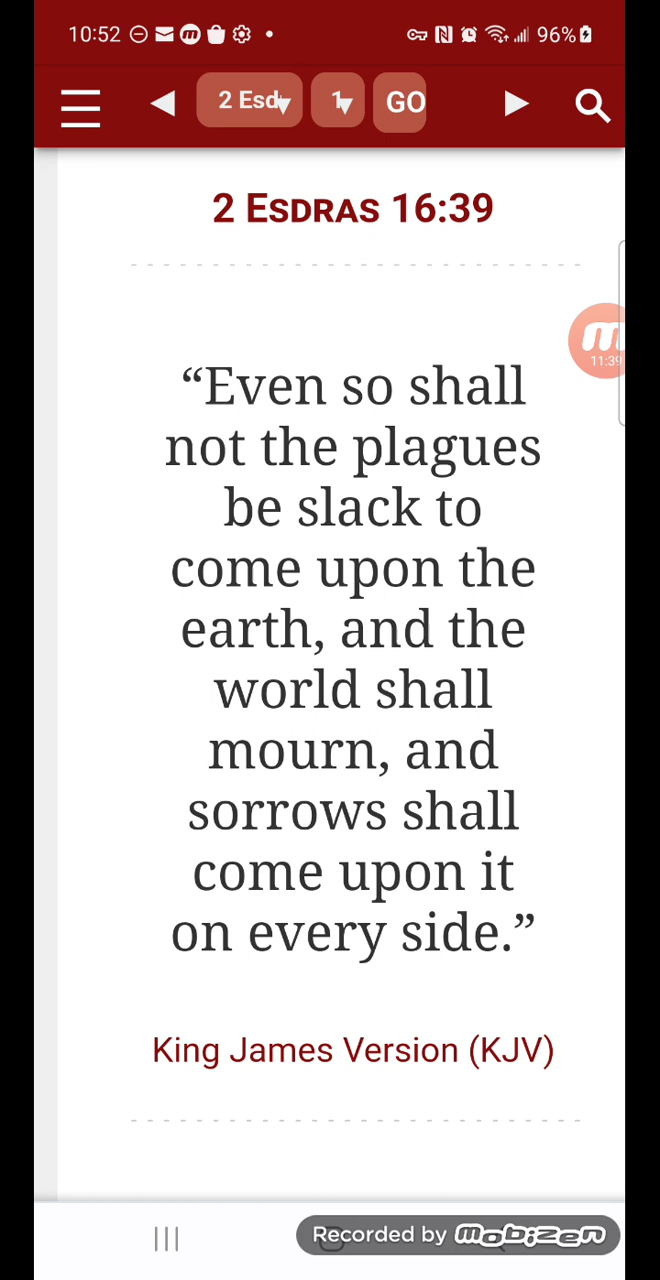 10:52
96%
2 Esd
1
GO
2 ESDRAS 16:39
11:39
“Even so shall
not the plagues
be slack to
come upon the
earth, and the
world shall
mourn, and
sorrows shall
come upon it
on every side.”
King James Version (KJV)
Recorded by mobizen